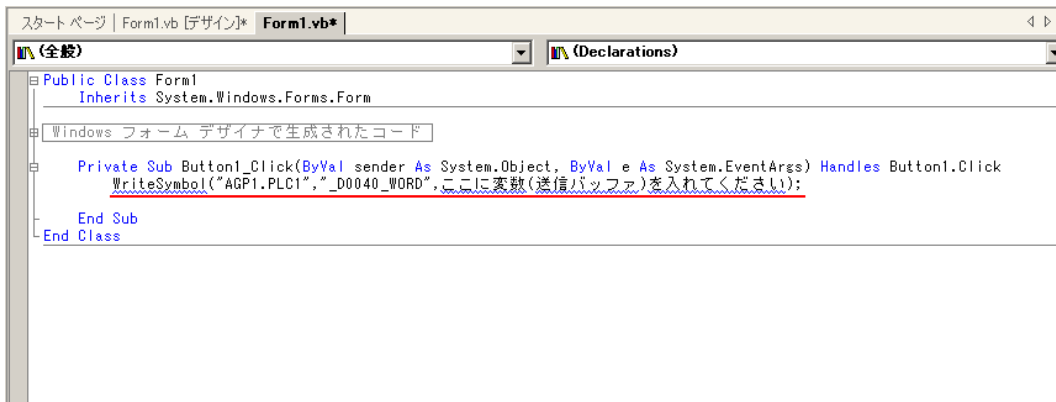 スタート ページ | Form1.vb [デザイン]* Form1.vb*
(全般) (Declarations)
Public Class Form1
Inherits System.Windows.Forms.Form
Windows フォーム デザイナで生成されたコード
Private Sub Button1_Click(ByVal sender As System.Object, ByVal e As System.EventArgs) Handles Button1.Click
WriteSymbol("AGP1.PLC1","_D0040_WORD",ここに変数(送信バッファ)を入れてください);
End Sub
End Class